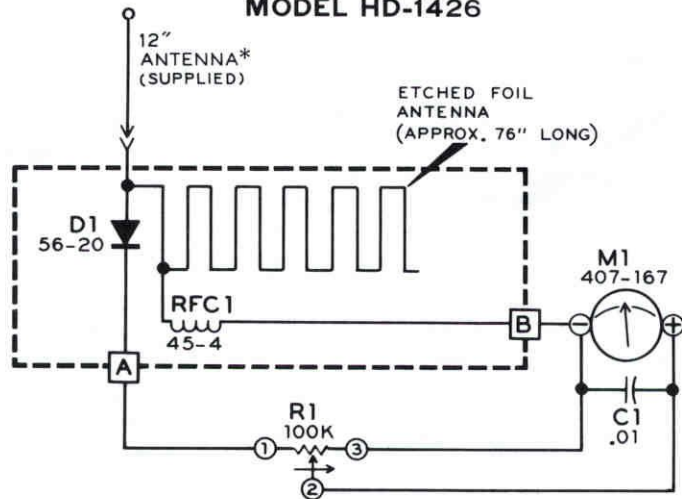 MODEL HD-1426
12"
ANTENNA*
(SUPPLIED)
ETCHED FOIL
ANTENNA
(APPROX. 76" LONG)
D1
56-20
M1
407-167
RFC1
45-4
B
−
+
A
R1
100K
1
3
2
C1
.01